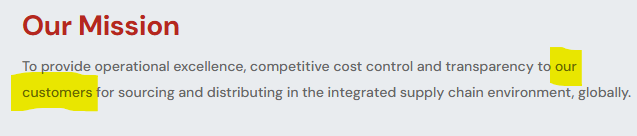 Our Mission
To provide operational excellence, competitive cost control and transparency to our
customers for sourcing and distributing in the integrated supply chain environment, globally.